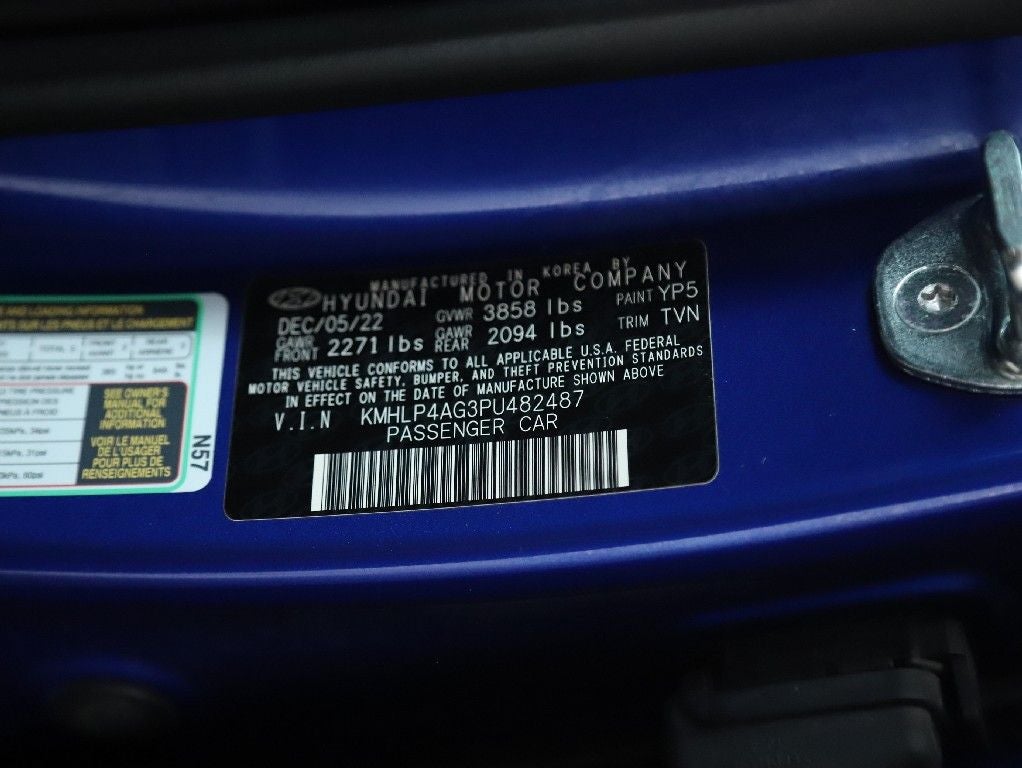 SEE OWNER'S
MANUAL FOR
ADDITIONAL
INFORMATION
VOIR LE MANUEL
DE L'USAGER
POUR PLUS DE
RENSEIGNEMENTS
N57
MANUFACTURED IN KOREA BY
HYUNDAI MOTOR COMPANY
DEC/05/22 GVWR 3858 lbs PAINT YP5
GAWR FRONT 2271 lbs GAWR REAR 2094 lbs TRIM TVN
THIS VEHICLE CONFORMS TO ALL APPLICABLE U.S.A. FEDERAL
MOTOR VEHICLE SAFETY, BUMPER, AND THEFT PREVENTION STANDARDS
IN EFFECT ON THE DATE OF MANUFACTURE SHOWN ABOVE
V.I.N KMHLP4AG3PU482487
PASSENGER CAR